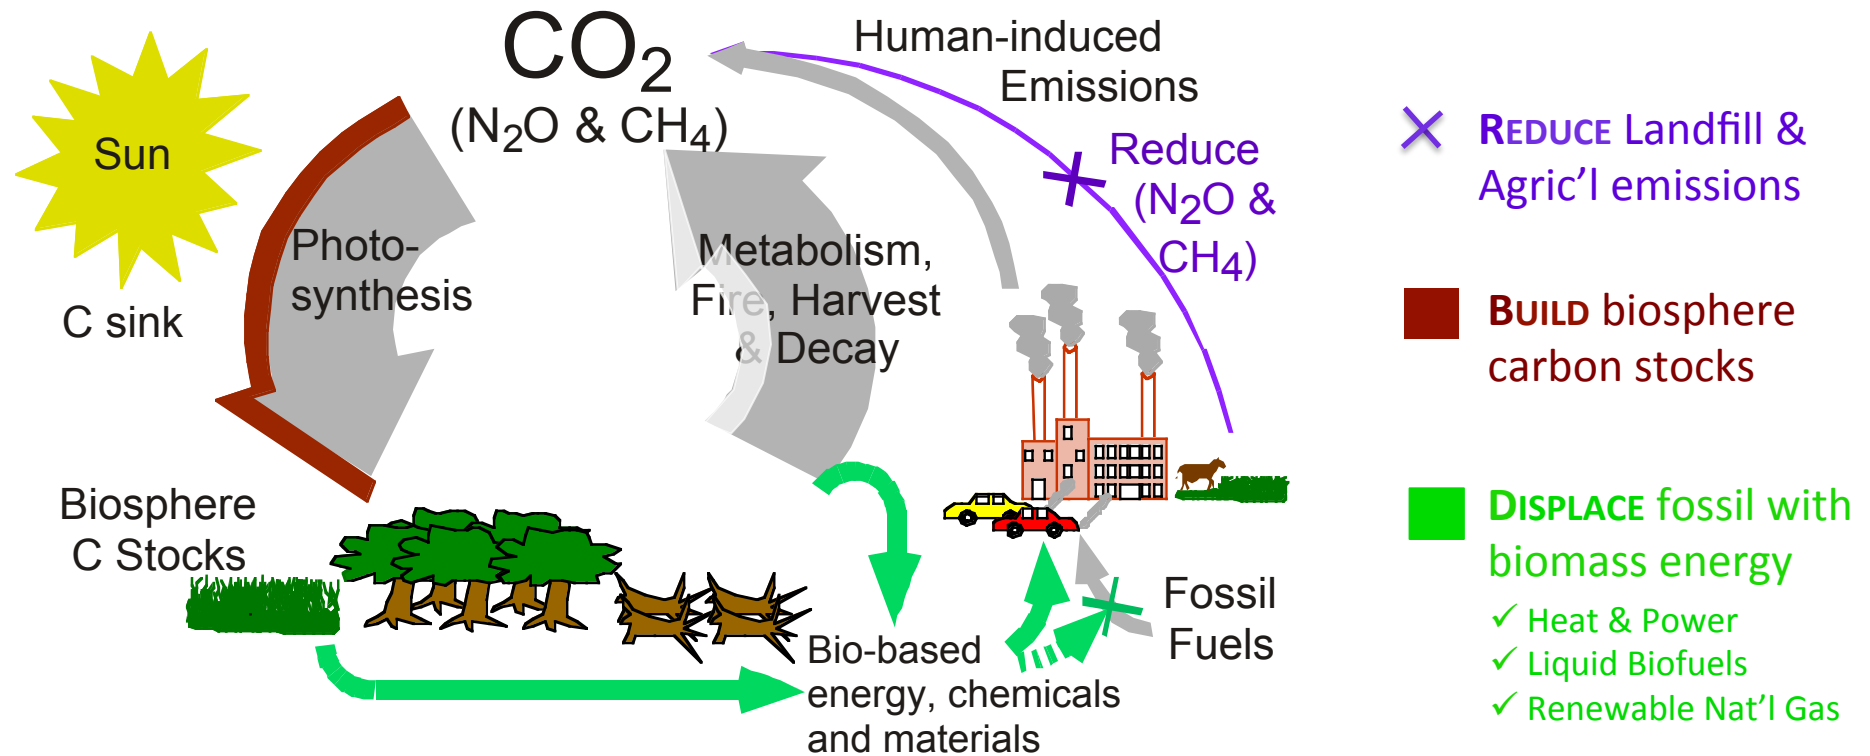 CO₂
(N₂O & CH₄)
Sun
C sink
Photo-
synthesis
Metabolism,
Fire, Harvest
& Decay
Human-induced
Emissions
Reduce
(N₂O &
CH₄)
Biosphere
C Stocks
Bio-based
energy, chemicals
and materials
Fossil
Fuels
REDUCE Landfill &
Agric’l emissions
BUILD biosphere
carbon stocks
DISPLACE fossil with
biomass energy
✓ Heat & Power
✓ Liquid Biofuels
✓ Renewable Nat’l Gas